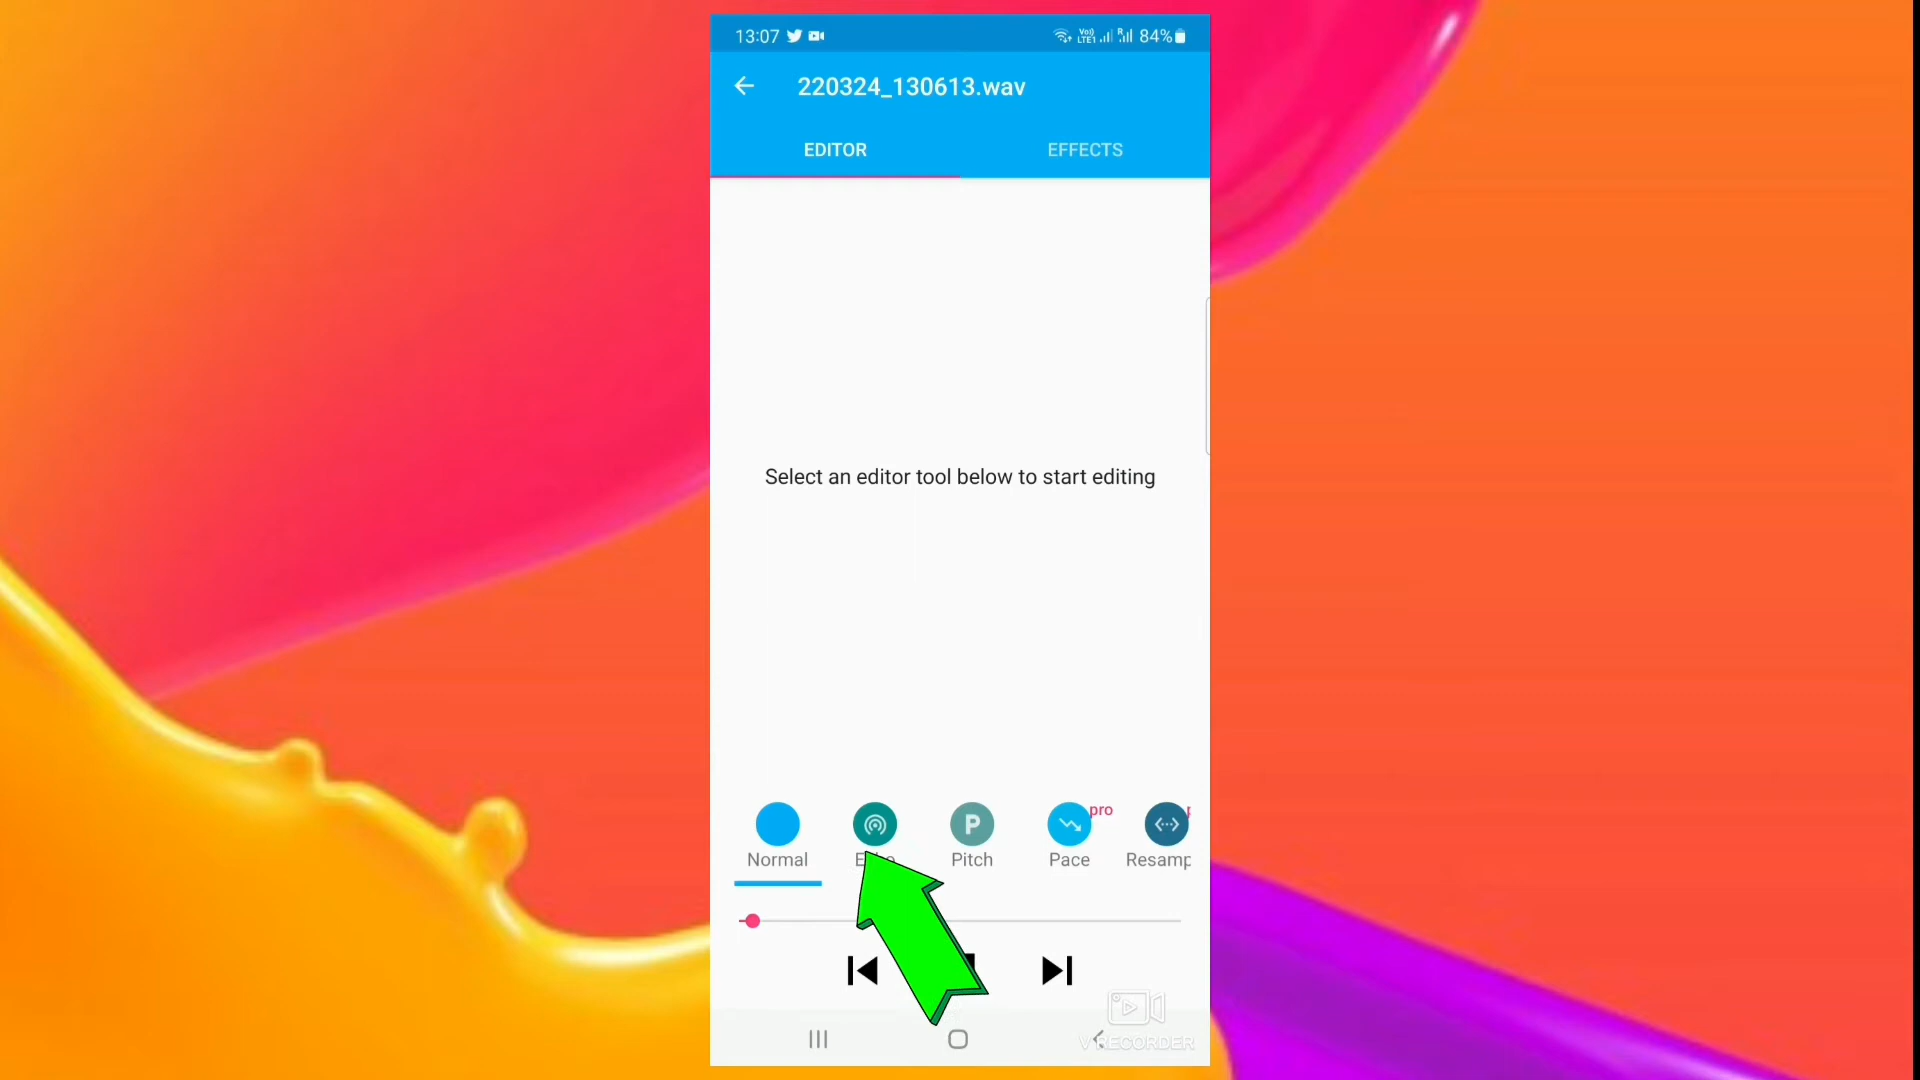 13:07 84%
220324_130613.wav
EDITOR EFFECTS
Select an editor tool below to start editing
pro
Normal Pitch Pace Resamp
V RECORDER